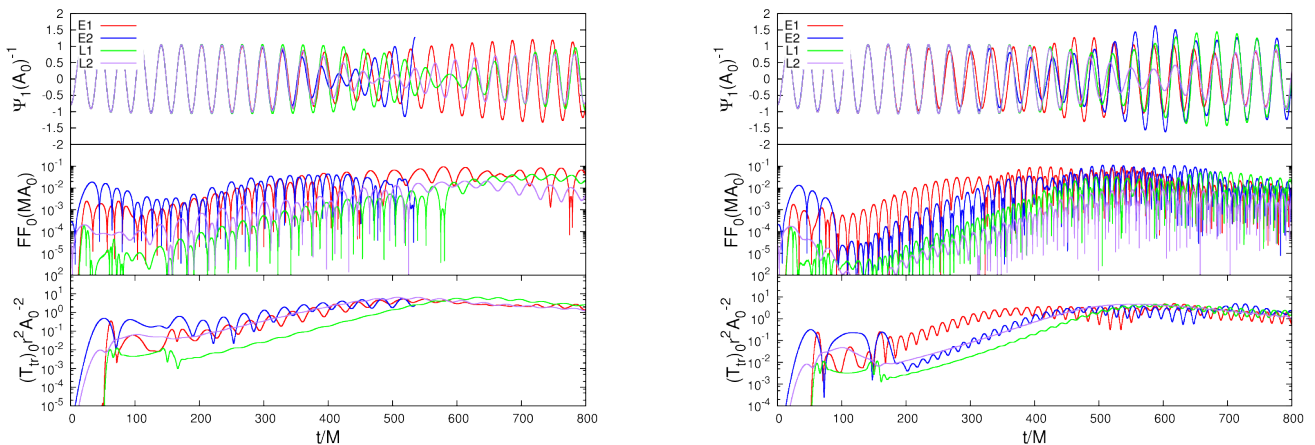 2
1.5
1
0.5
0
-0.5
-1
-1.5
-2
Ψ₁(A₀)⁻¹
E1
E2
L1
L2
10⁻¹
10⁻²
10⁻³
10⁻⁴
10⁻⁵
FF₀(MA₀)
10²
10¹
10⁰
10⁻¹
10⁻²
10⁻³
10⁻⁴
10⁻⁵
(Tₜᵣ)₀r²A₀⁻²
0 100 200 300 400 500 600 700 800
t/M
2
1.5
1
0.5
0
-0.5
-1
-1.5
-2
Ψ₁(A₀)⁻¹
E1
E2
L1
L2
10⁻¹
10⁻²
10⁻³
10⁻⁴
10⁻⁵
FF₀(MA₀)
10²
10¹
10⁰
10⁻¹
10⁻²
10⁻³
10⁻⁴
(Tₜᵣ)₀r²A₀⁻²
0 100 200 300 400 500 600 700 800
t/M